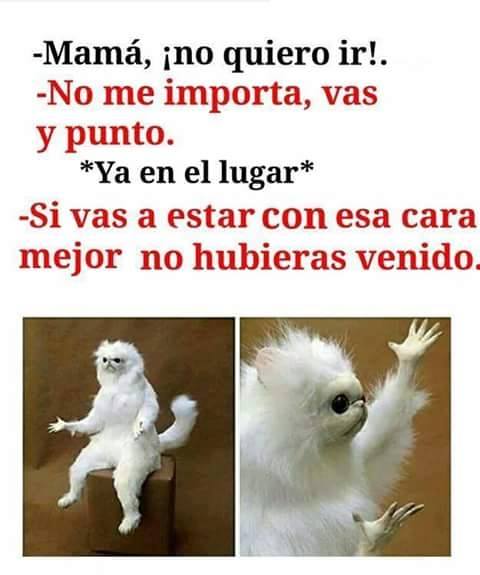 -Mamá, ¡no quiero ir!.
-No me importa, vas
y punto.
*Ya en el lugar*
-Si vas a estar con esa cara
mejor no hubieras venido.